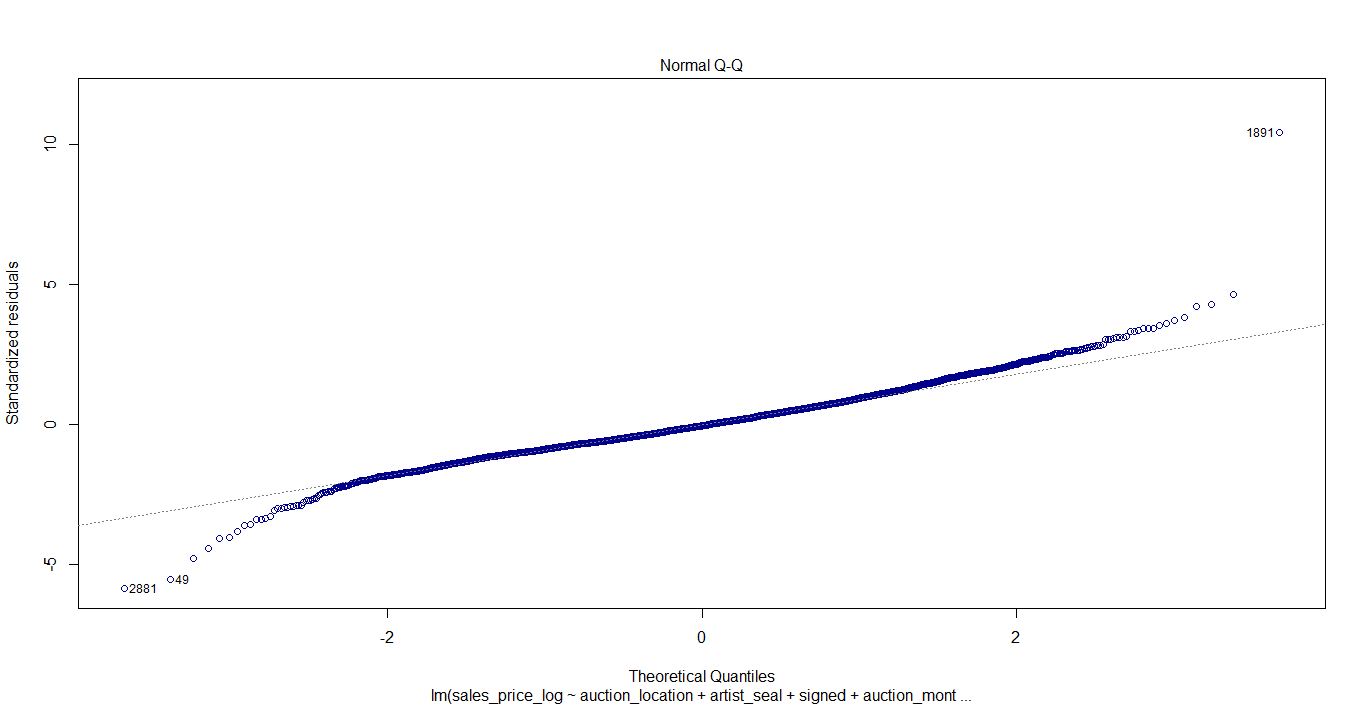 Normal Q-Q
1891
10
5
0
-5
Standardized residuals
49
2881
-2
0
2
Theoretical Quantiles
lm(sales_price_log ~ auction_location + artist_seal + signed + auction_mont ...